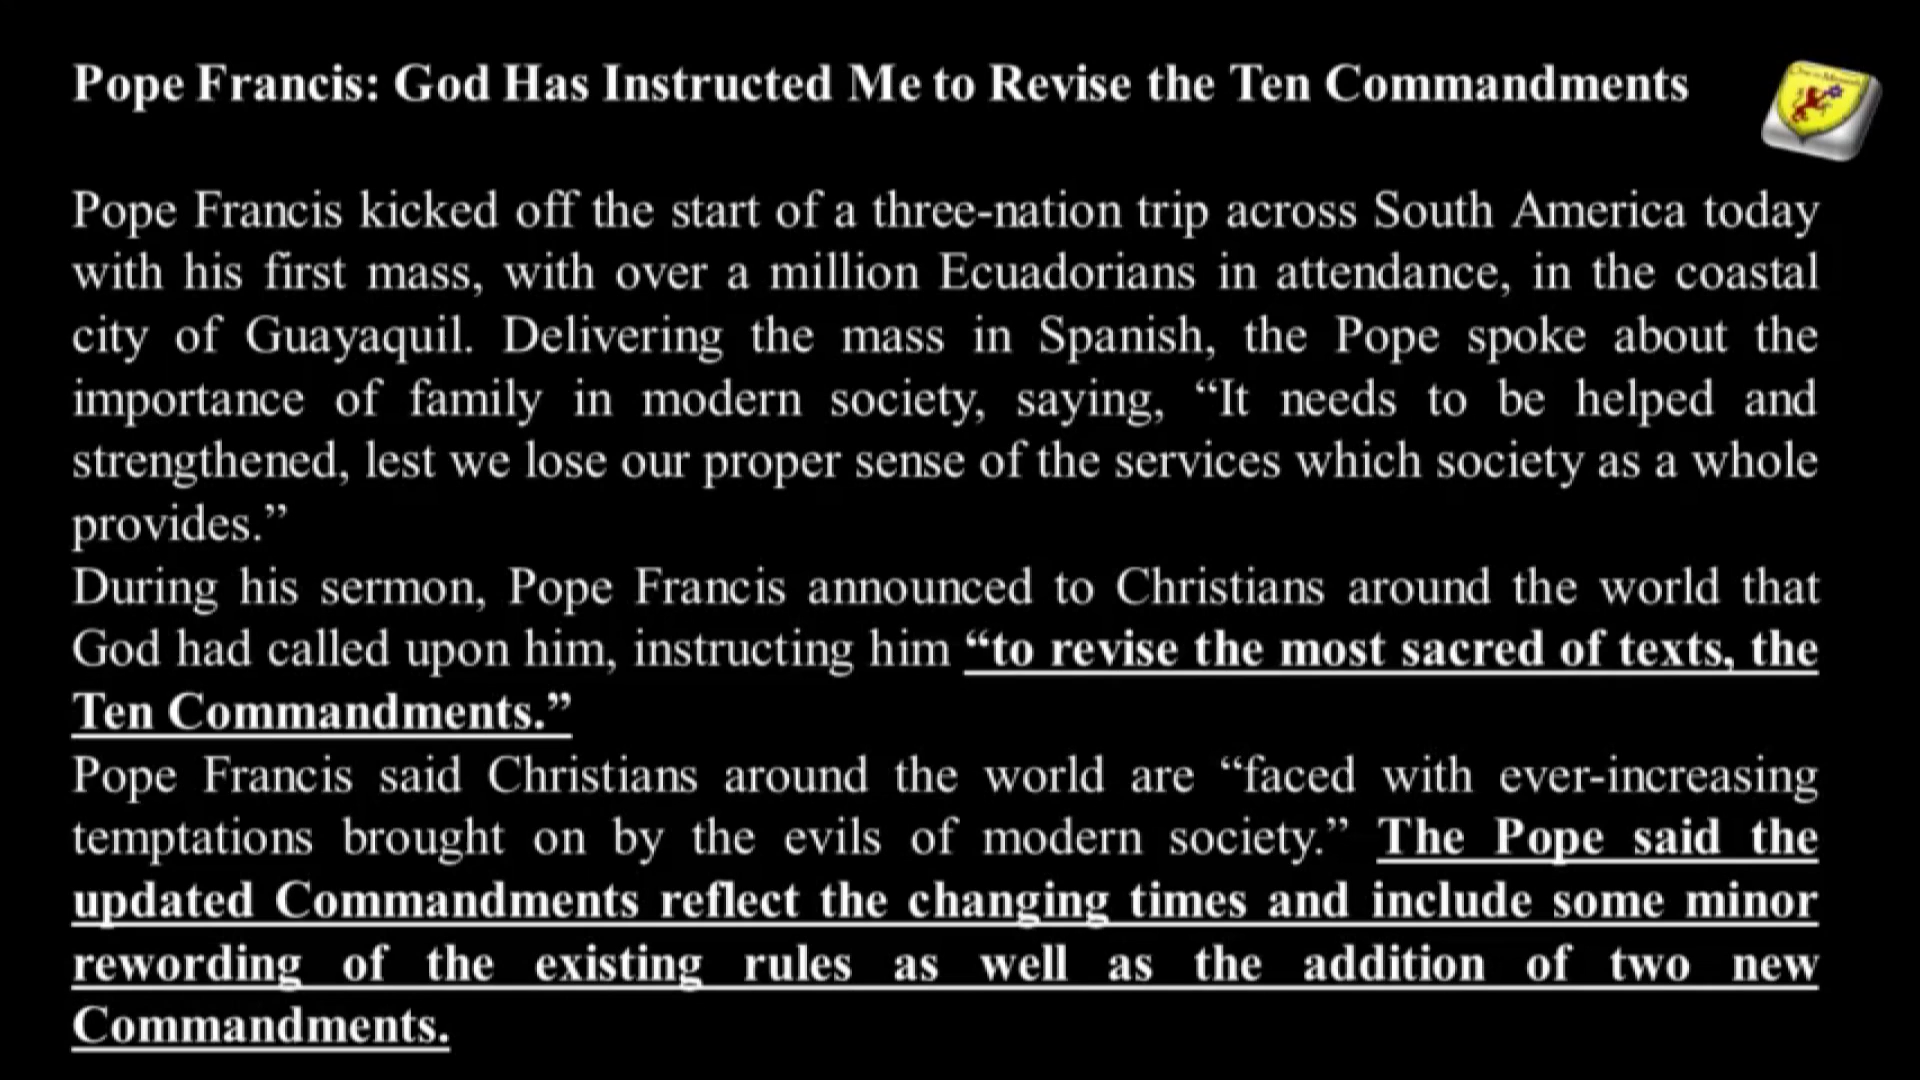 Pope Francis: God Has Instructed Me to Revise the Ten Commandments
Pope Francis kicked off the start of a three-nation trip across South America today
with his first mass, with over a million Ecuadorians in attendance, in the coastal
city of Guayaquil. Delivering the mass in Spanish, the Pope spoke about the
importance of family in modern society, saying, “It needs to be helped and
strengthened, lest we lose our proper sense of the services which society as a whole
provides.”
During his sermon, Pope Francis announced to Christians around the world that
God had called upon him, instructing him “to revise the most sacred of texts, the
Ten Commandments.”
Pope Francis said Christians around the world are “faced with ever-increasing
temptations brought on by the evils of modern society.” The Pope said the
updated Commandments reflect the changing times and include some minor
rewording of the existing rules as well as the addition of two new
Commandments.